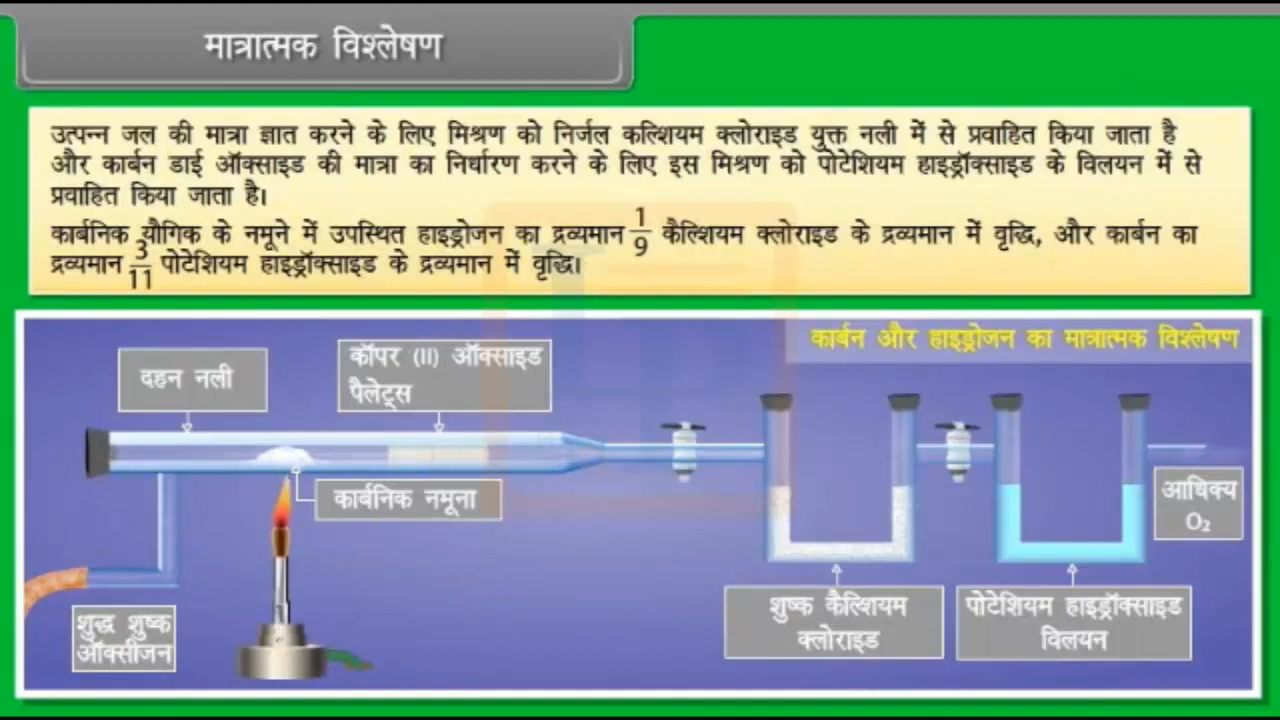 मात्रात्मक विश्लेषण
उत्पन्न जल की मात्रा ज्ञात करने के लिए मिश्रण को निर्जल कल्शियम क्लोराइड युक्त नली में से प्रवाहित किया जाता है
और कार्बन डाई ऑक्साइड की मात्रा का निर्धारण करने के लिए इस मिश्रण को पोटेशियम हाइड्रॉक्साइड के विलयन में से
प्रवाहित किया जाता है।
कार्बनिक यौगिक के नमूने में उपस्थित हाइड्रोजन का द्रव्यमान 1/9 कैल्शियम क्लोराइड के द्रव्यमान में वृद्धि, और कार्बन का
द्रव्यमान 3/11 पोटेशियम हाइड्रॉक्साइड के द्रव्यमान में वृद्धि।
कार्बन और हाइड्रोजन का मात्रात्मक विश्लेषण
दहन नली
कॉपर (II) ऑक्साइड
पैलेट्स
कार्बनिक नमूना
आधिक्य
O₂
शुद्ध शुष्क
ऑक्सीजन
शुष्क कैल्शियम
क्लोराइड
पोटेशियम हाइड्रॉक्साइड
विलयन